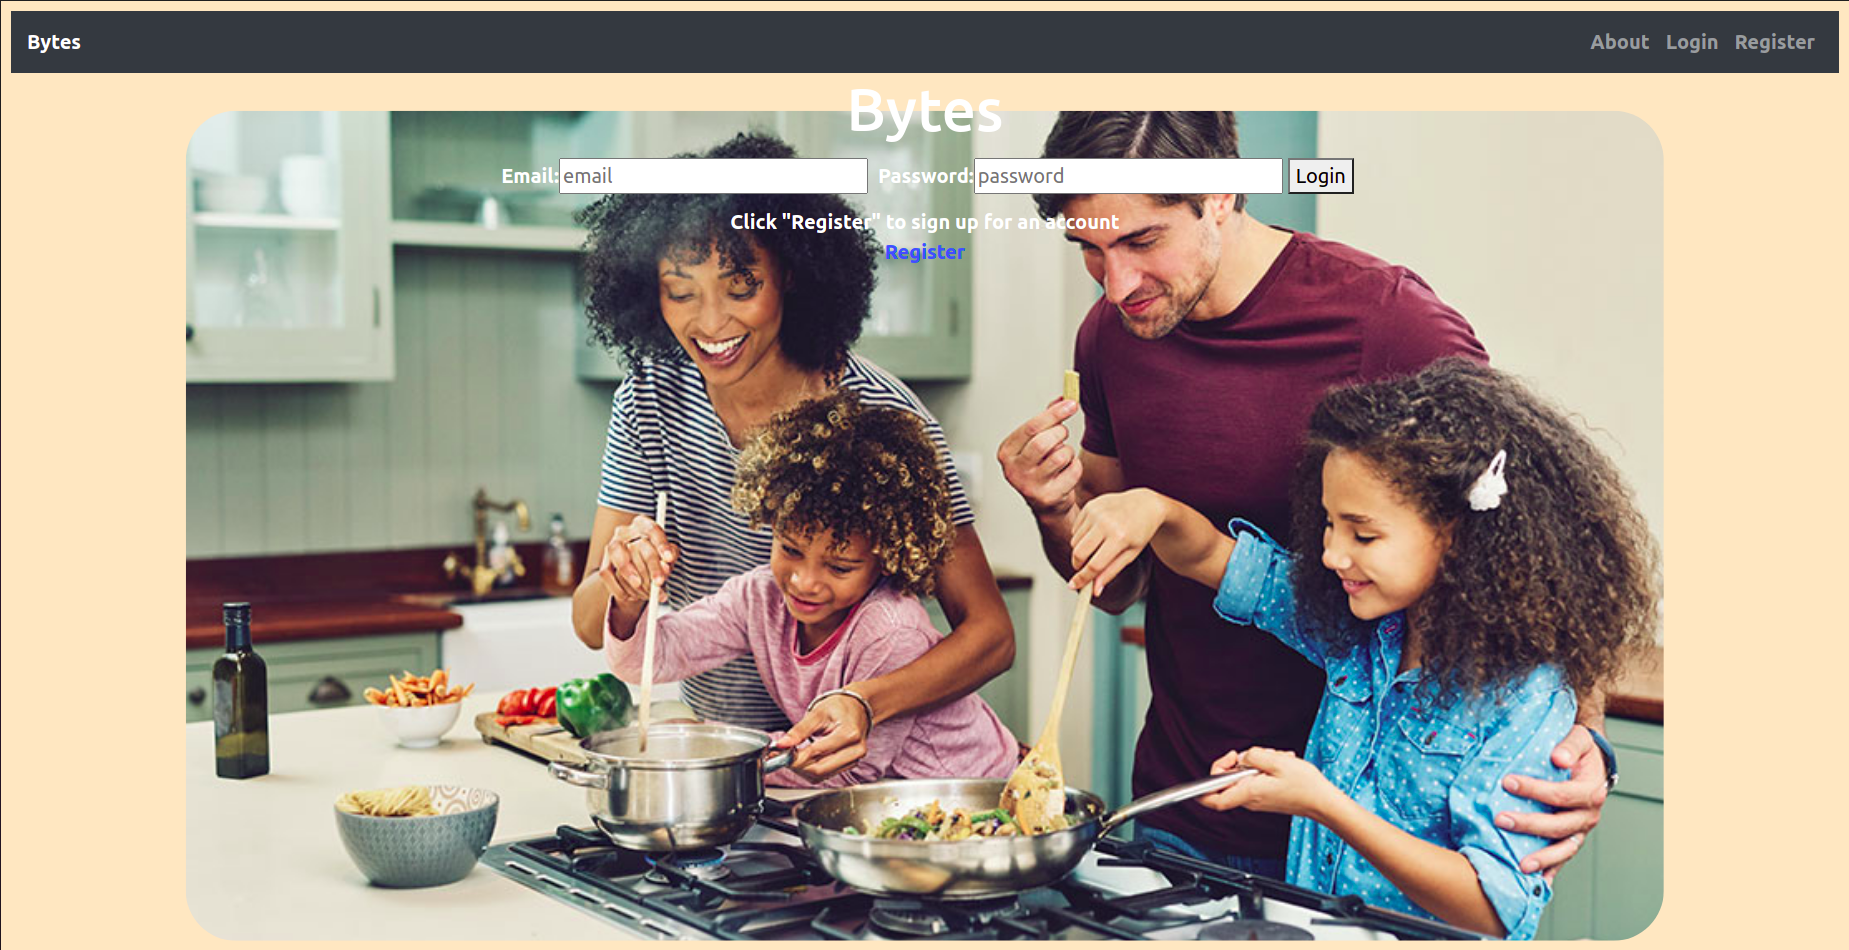 Bytes About Login Register
Bytes
Email: email Password: password Login
Click "Register" to sign up for an account
Register